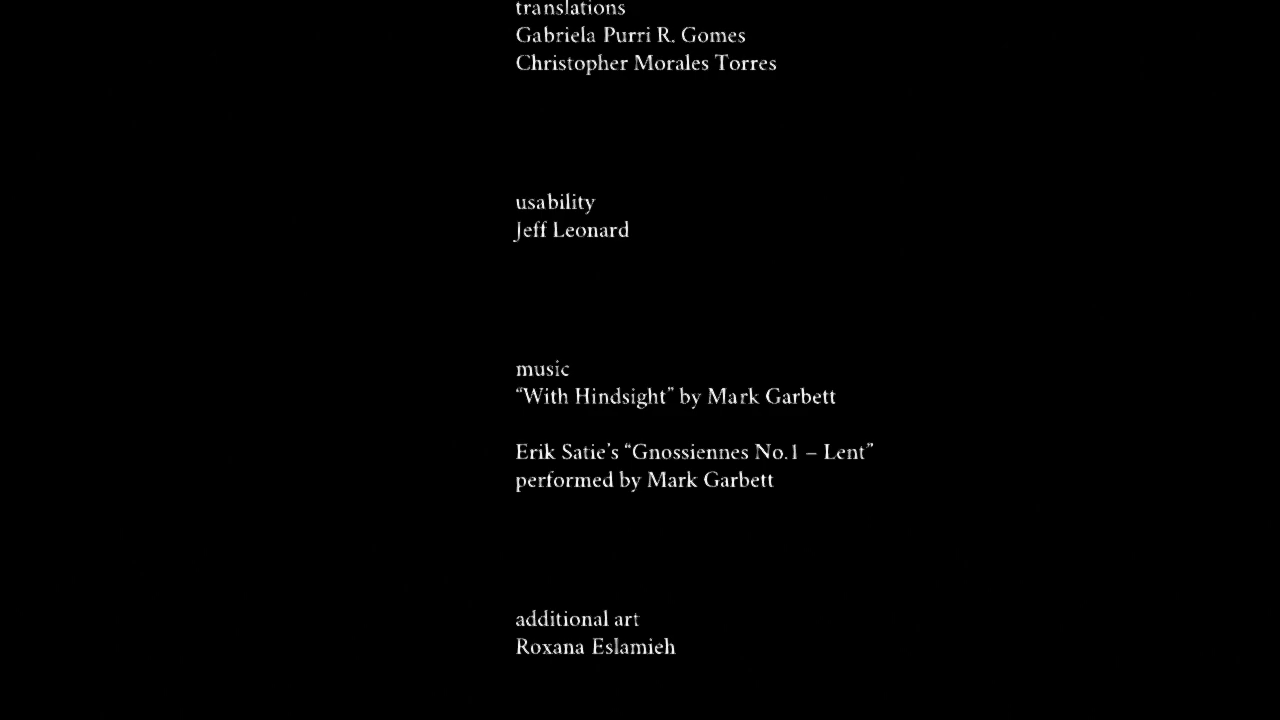 translations
Gabriela Purri R. Gomes
Christopher Morales Torres
usability
Jeff Leonard
music
“With Hindsight” by Mark Garbett
Erik Satie’s “Gnossiennes No.1 – Lent”
performed by Mark Garbett
additional art
Roxana Eslamieh